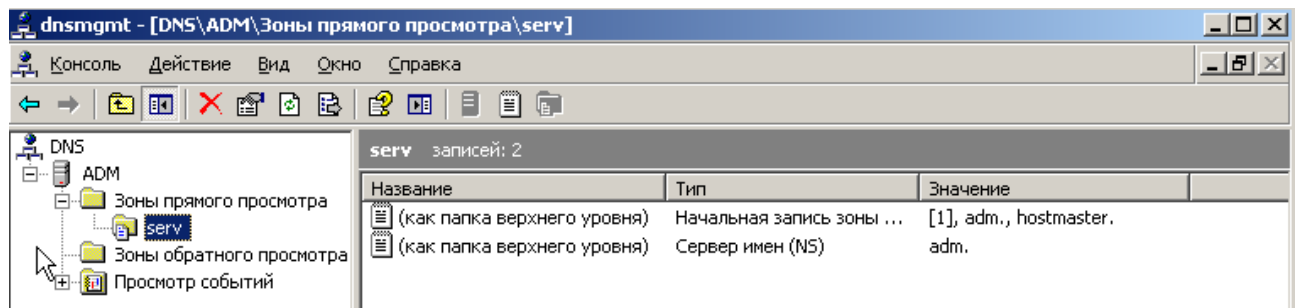 dnsmgmt - [DNS\ADM\Зоны прямого просмотра\serv]
Консоль Действие Вид Окно Справка
DNS
ADM
Зоны прямого просмотра
serv
Зоны обратного просмотра
Просмотр событий
serv записей: 2
Название Тип Значение
(как папка верхнего уровня) Начальная запись зоны ... [1], adm., hostmaster.
(как папка верхнего уровня) Сервер имен (NS) adm.